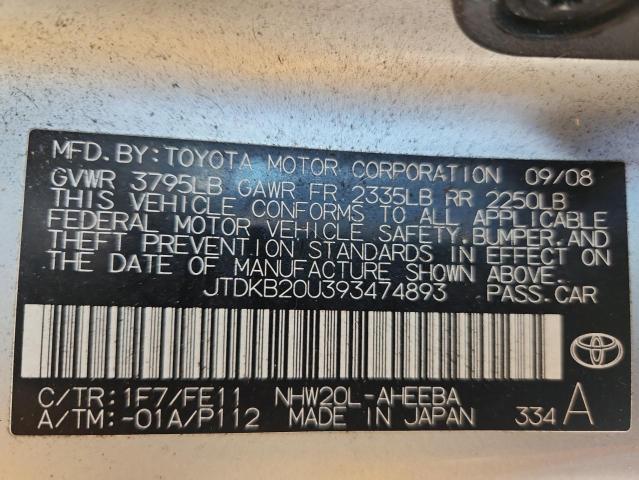 MFD. BY: TOYOTA MOTOR CORPORATION 09/08
GVWR 3795LB GAWR FR 2335LB RR 2250LB
THIS VEHICLE CONFORMS TO ALL APPLICABLE
FEDERAL MOTOR VEHICLE SAFETY, BUMPER, AND
THEFT PREVENTION STANDARDS IN EFFECT ON
THE DATE OF MANUFACTURE SHOWN ABOVE.
JTDKB20U393474893 PASS. CAR
C/TR: 1F7/FE11 NHW20L-AHEEBA
A/TM: -01A/P112 MADE IN JAPAN 334 A
TOYOTA